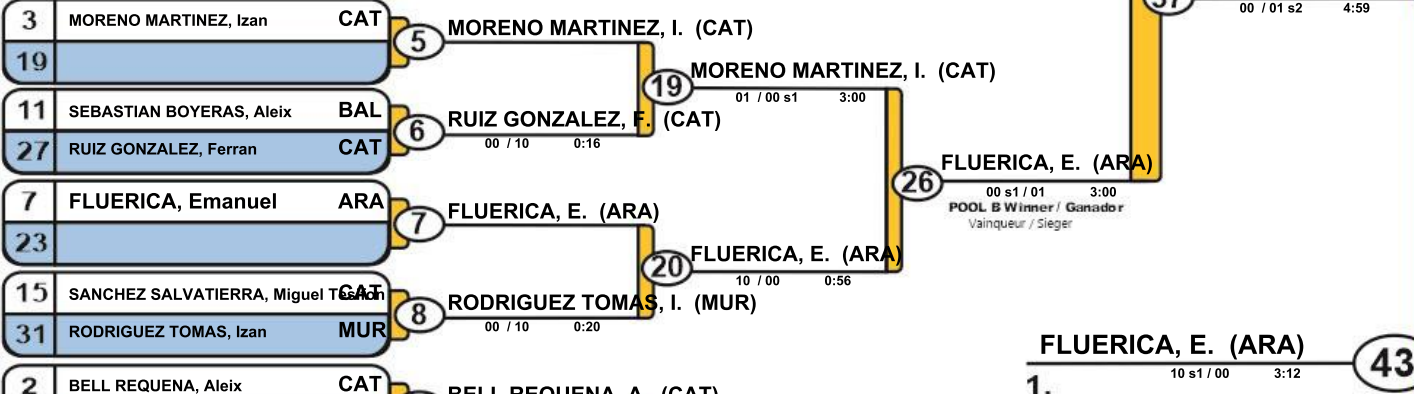 3 MORENO MARTINEZ, Izan CAT
19
5 MORENO MARTINEZ, I. (CAT)
11 SEBASTIAN BOYERAS, Aleix BAL
27 RUIZ GONZALEZ, Ferran CAT
6 RUIZ GONZALEZ, F. (CAT)
00 / 10 0:16
19 MORENO MARTINEZ, I. (CAT)
01 / 00 s1 3:00
7 FLUERICA, Emanuel ARA
23
7 FLUERICA, E. (ARA)
15 SANCHEZ SALVATIERRA, Miguel CAT
31 RODRIGUEZ TOMAS, Izan MUR
8 RODRIGUEZ TOMAS, I. (MUR)
00 / 10 0:20
20 FLUERICA, E. (ARA)
10 / 00 0:56
26 FLUERICA, E. (ARA)
00 s1 / 01 3:00
POOL B Winner / Ganador
Vainqueur / Sieger
00 / 01 s2 4:59
FLUERICA, E. (ARA) 43
10 s1 / 00 3:12
1.
2 BELL REQUENA, Aleix CAT
BELL REQUENA, A. (CAT)